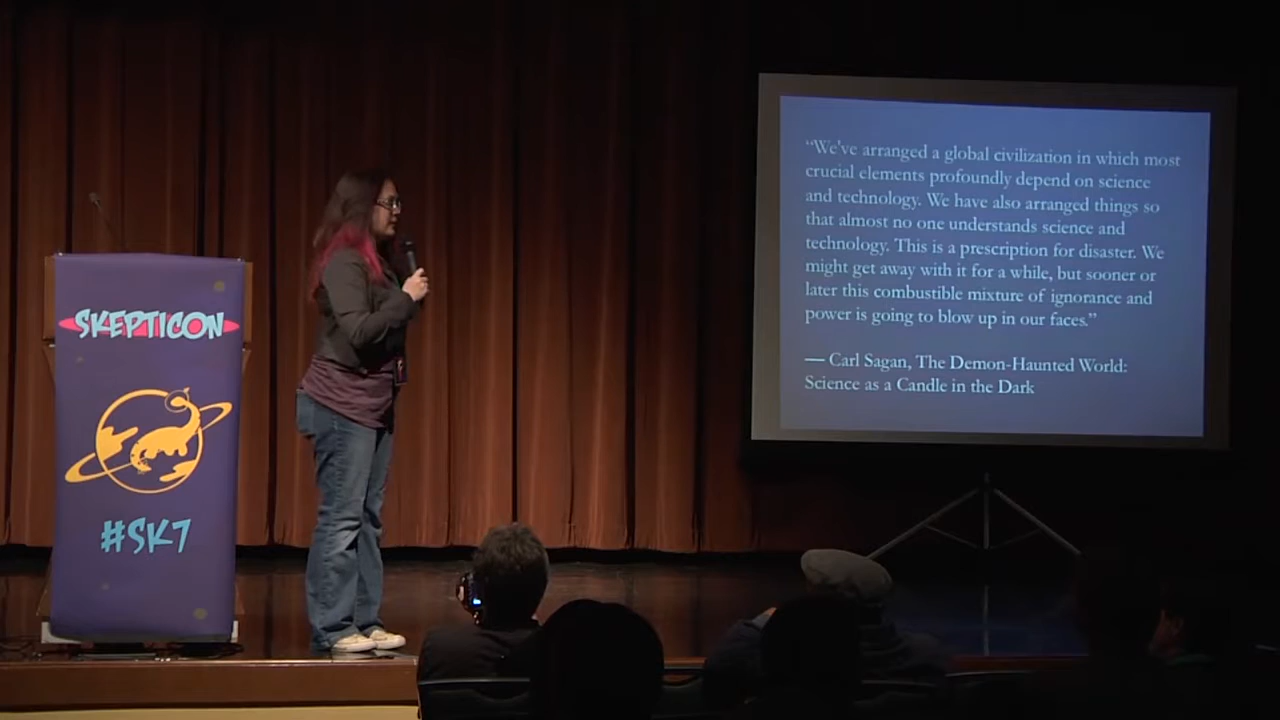 SKEPTICON
#SK7
“We've arranged a global civilization in which most
crucial elements profoundly depend on science
and technology. We have also arranged things so
that almost no one understands science and
technology. This is a prescription for disaster. We
might get away with it for a while, but sooner or
later this combustible mixture of ignorance and
power is going to blow up in our faces.”
— Carl Sagan, The Demon-Haunted World:
Science as a Candle in the Dark